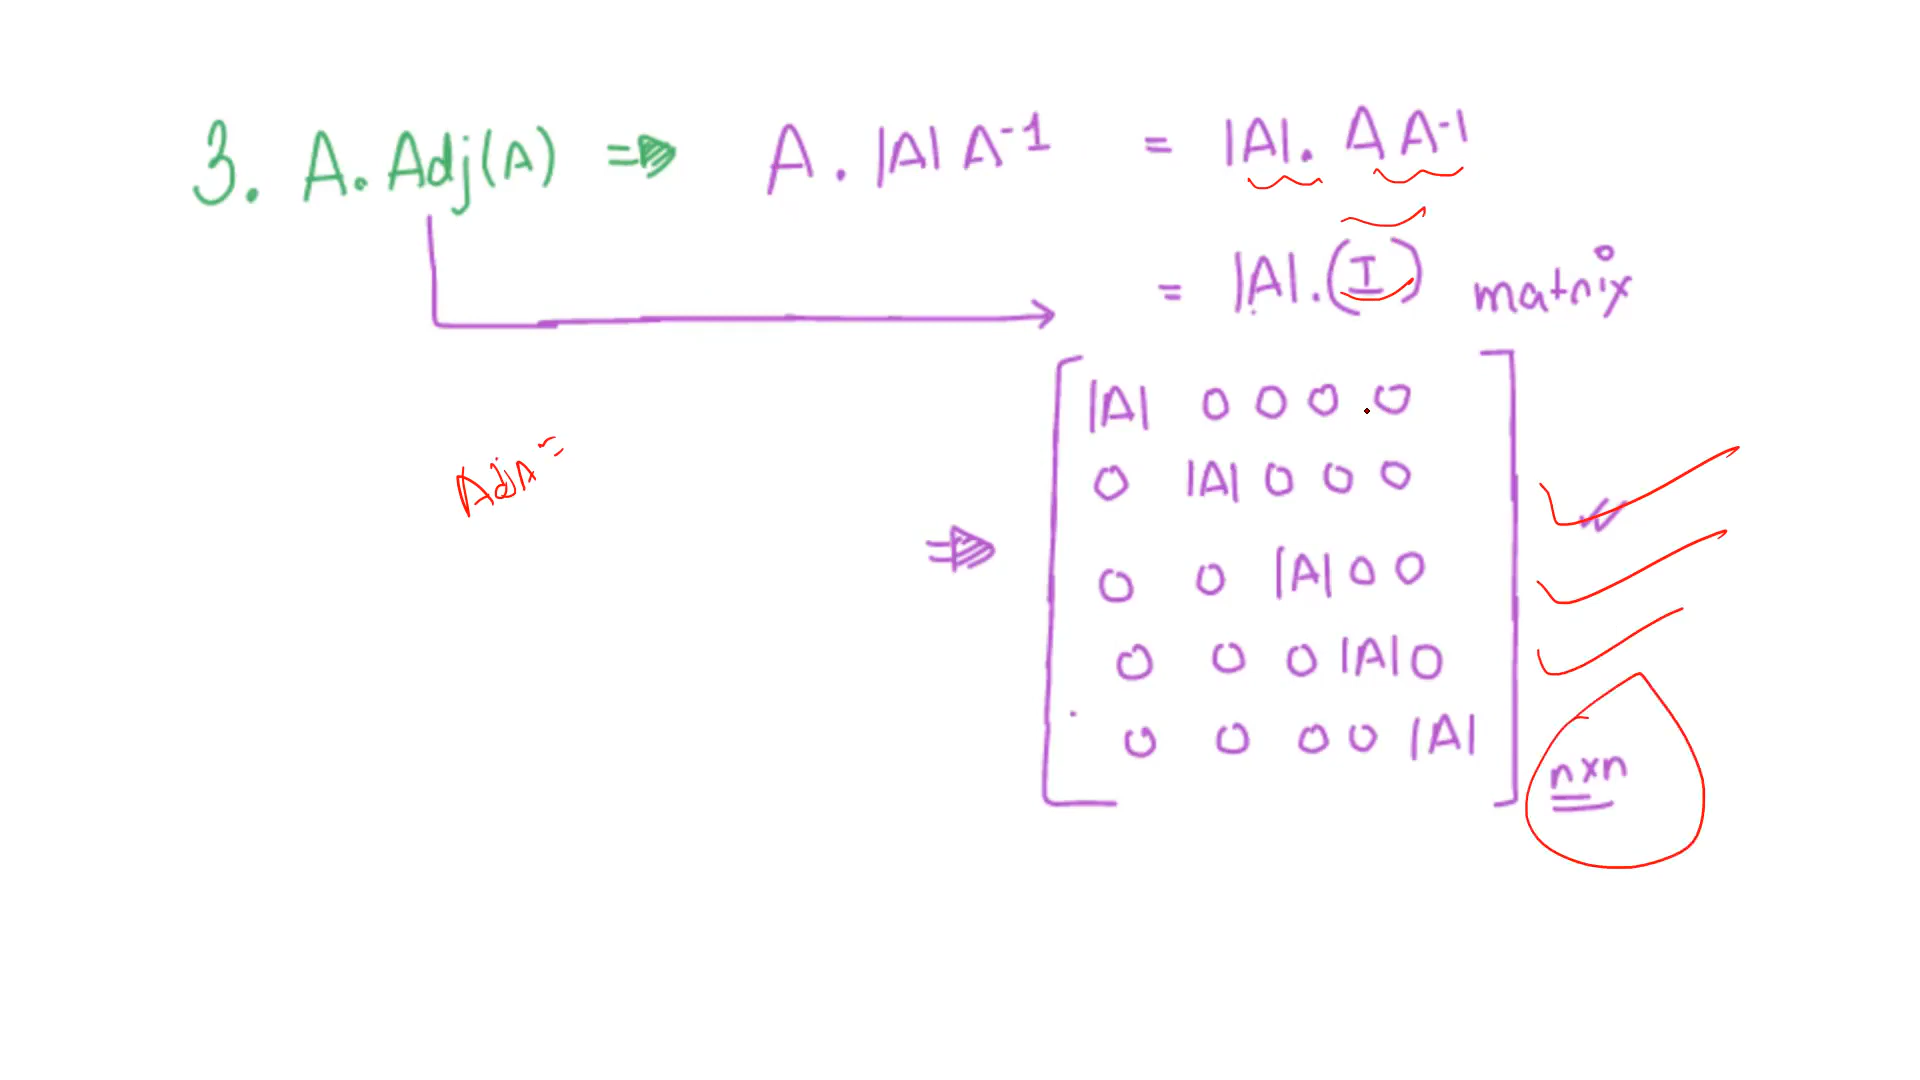 3. A. Adj(A) ⇒ A . |A| A⁻¹ = |A|. A A⁻¹
= |A|.(I) matrix
|A| 0 0 0 0
0 |A| 0 0 0
AdjA =
⇒
0 0 |A| 0 0
0 0 0 |A| 0
0 0 0 0 |A|
n×n